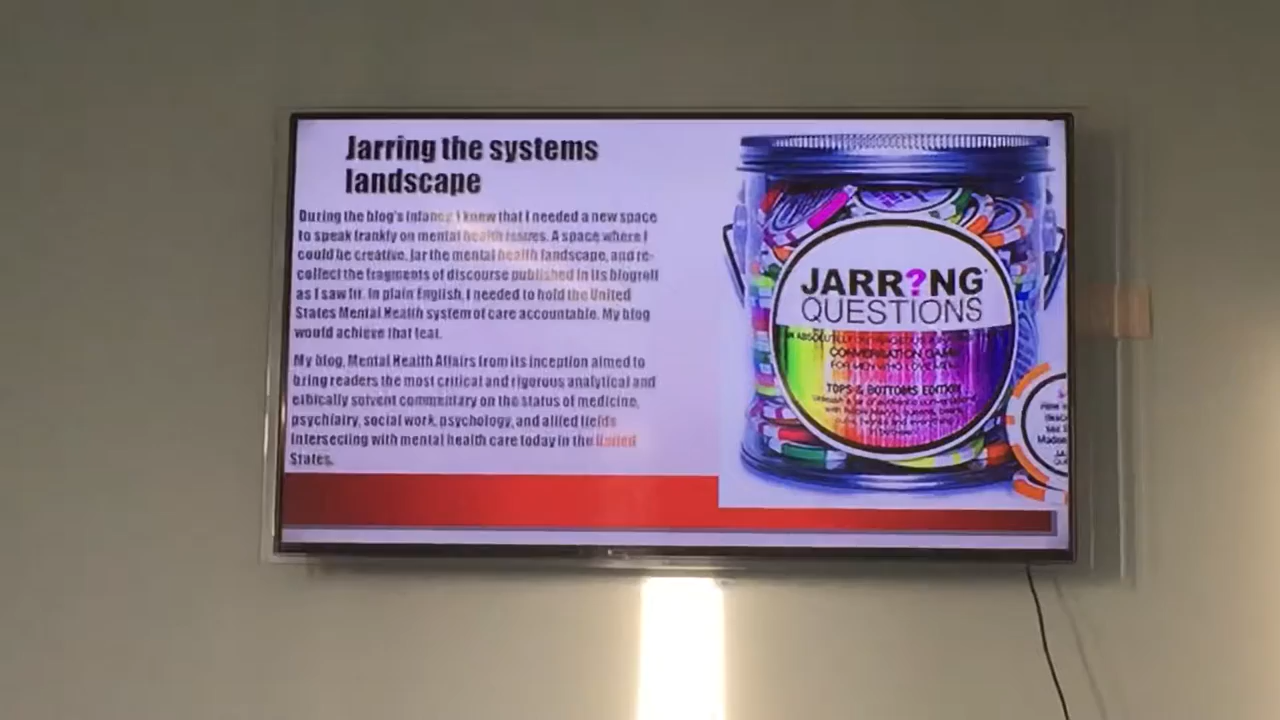 Jarring the systems
landscape
During the blog's infancy I knew that I needed a new space
to speak frankly on mental health issues. A space where I
could be creative, jar the mental health landscape, and re-
collect the fragments of discourse published in its blogroll
as I saw fit. In plain English, I needed to hold the United
States Mental Health system of care accountable. My blog
would achieve that feat.
My blog, Mental Health Affairs from its inception aimed to
bring readers the most critical and rigorous analytical and
ethically solvent commentary on the status of medicine,
psychiatry, social work, psychology, and allied fields
intersecting with mental health care today in the United
States.
JARR?NG
QUESTIONS
CONVERSATION GAME
FOR MEN WHO LOVE MEN
TOPS & BOTTOMS EDITION